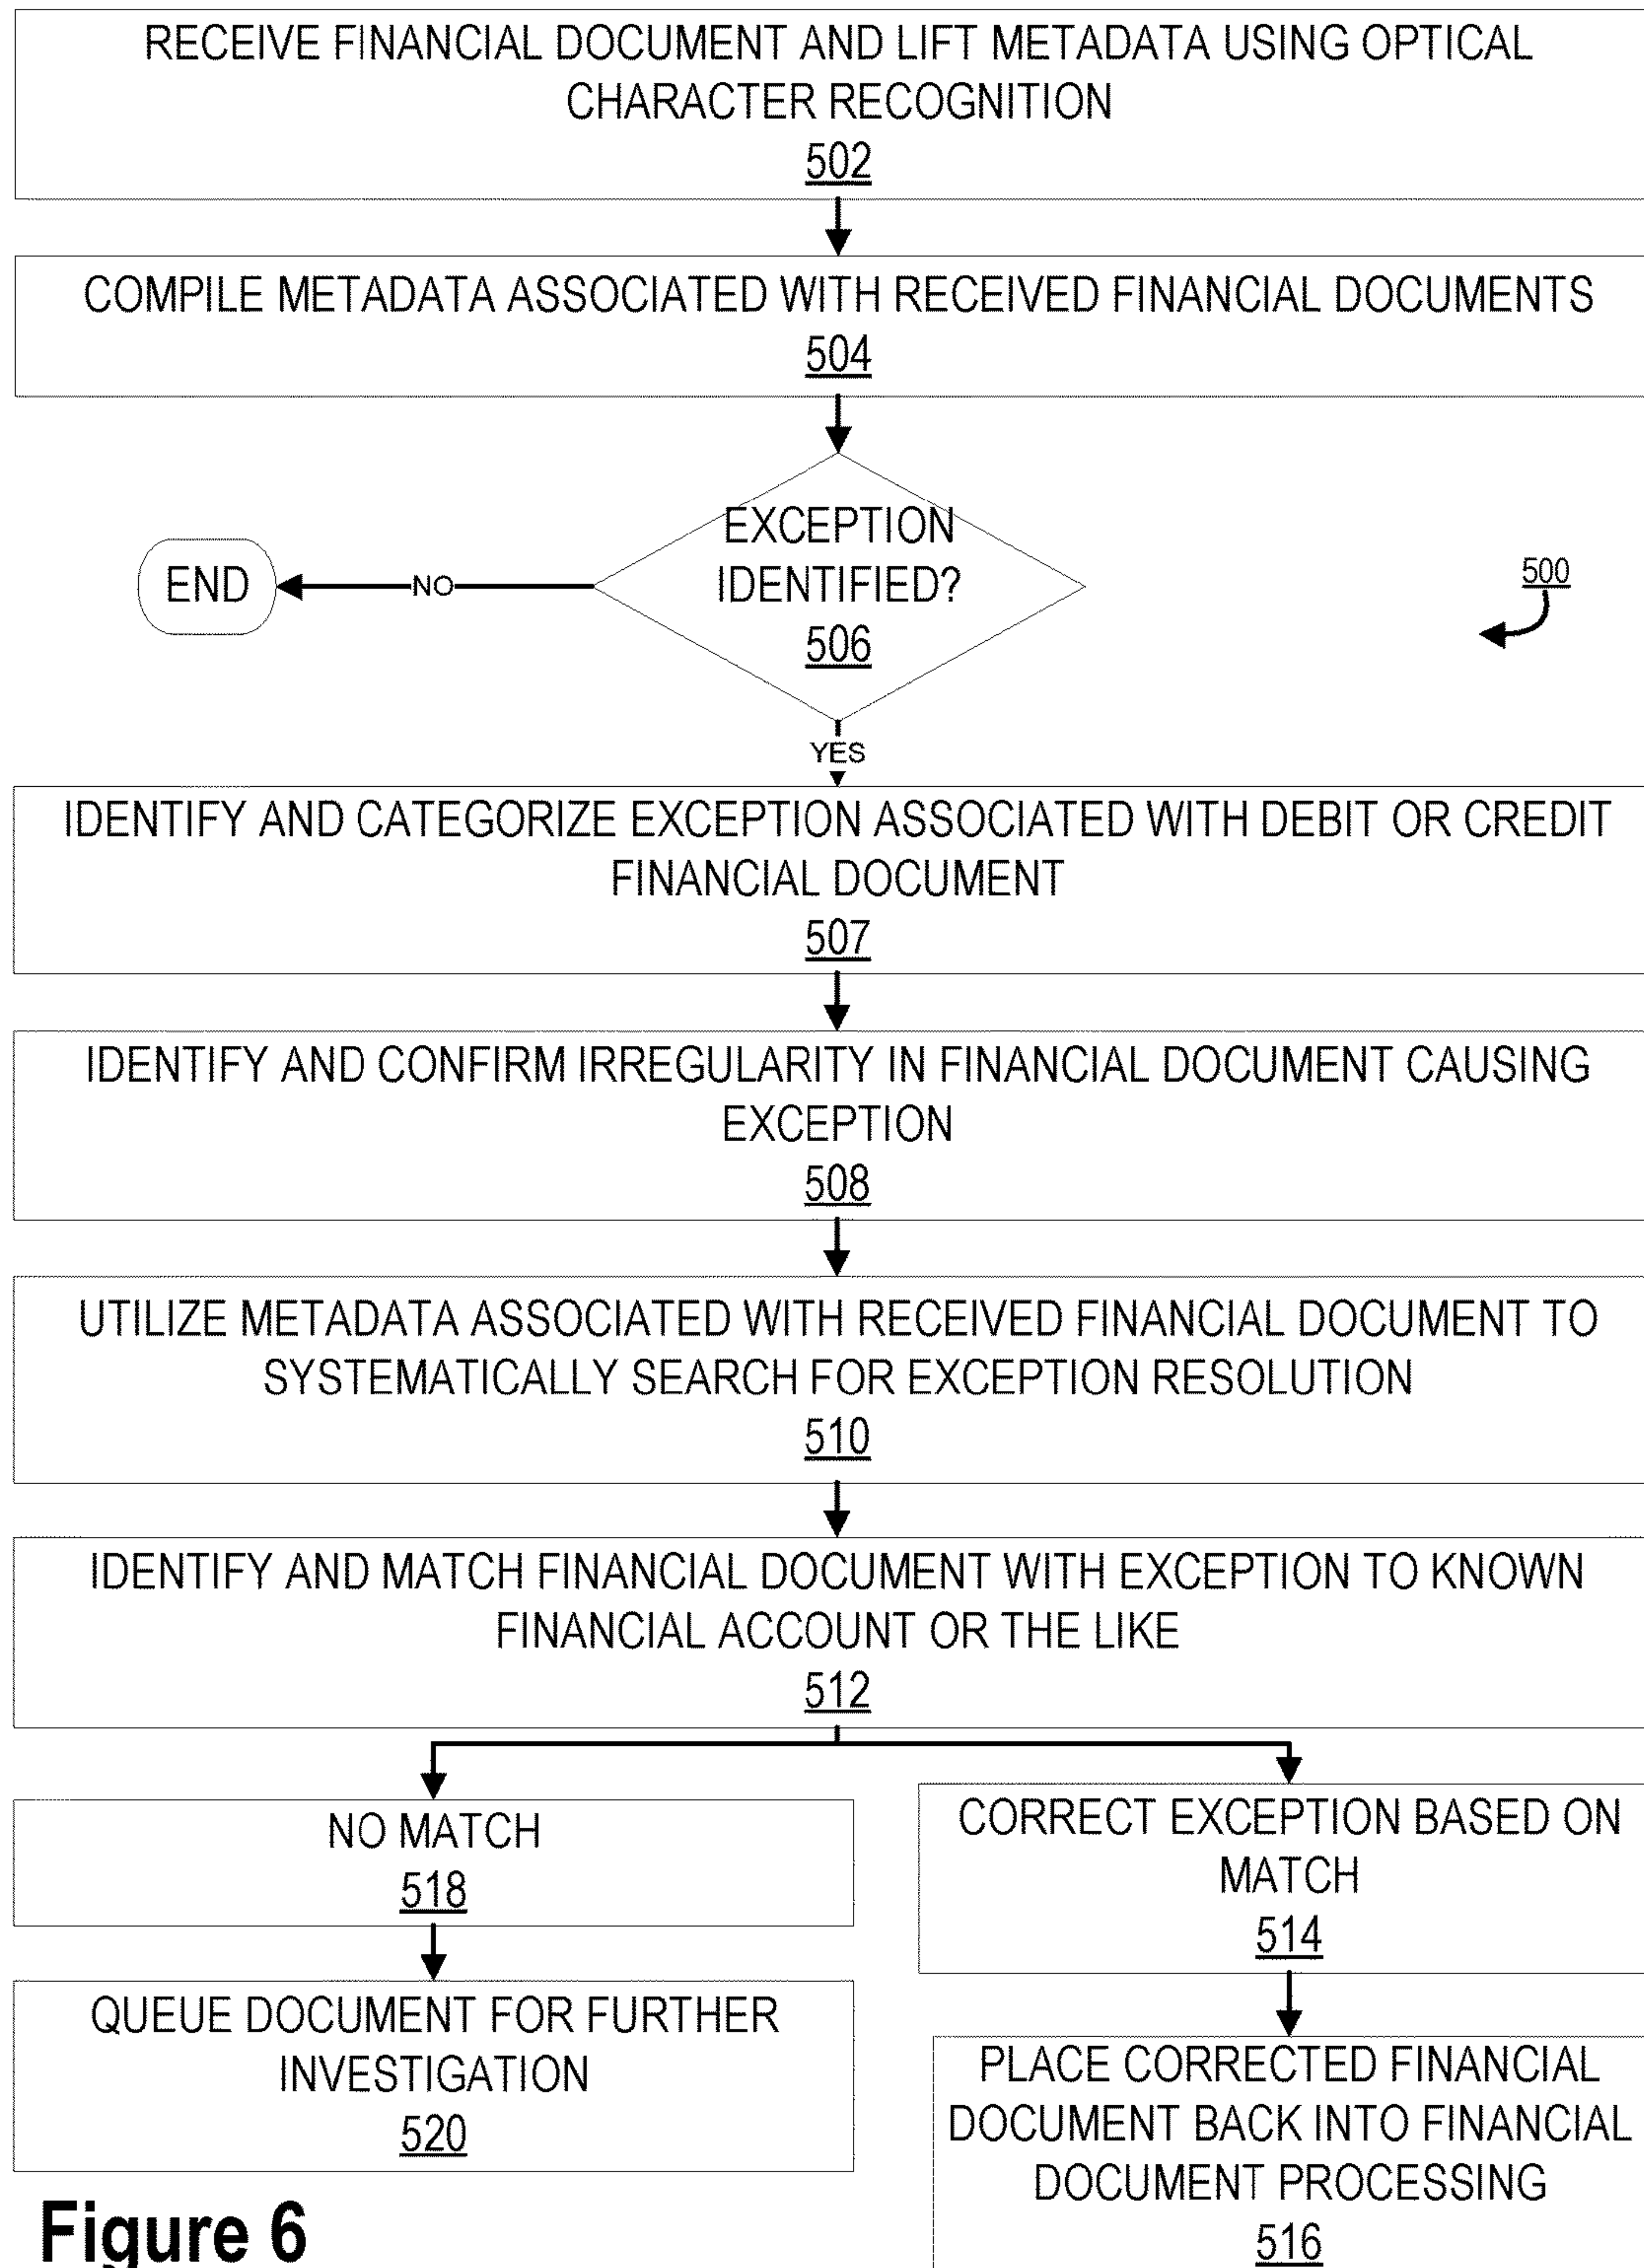 RECEIVE FINANCIAL DOCUMENT AND LIFT METADATA USING OPTICAL
CHARACTER RECOGNITION
502
COMPILE METADATA ASSOCIATED WITH RECEIVED FINANCIAL DOCUMENTS
504
EXCEPTION
IDENTIFIED?
506
NO
END
500
YES
IDENTIFY AND CATEGORIZE EXCEPTION ASSOCIATED WITH DEBIT OR CREDIT
FINANCIAL DOCUMENT
507
IDENTIFY AND CONFIRM IRREGULARITY IN FINANCIAL DOCUMENT CAUSING
EXCEPTION
508
UTILIZE METADATA ASSOCIATED WITH RECEIVED FINANCIAL DOCUMENT TO
SYSTEMATICALLY SEARCH FOR EXCEPTION RESOLUTION
510
IDENTIFY AND MATCH FINANCIAL DOCUMENT WITH EXCEPTION TO KNOWN
FINANCIAL ACCOUNT OR THE LIKE
512
NO MATCH
518
QUEUE DOCUMENT FOR FURTHER
INVESTIGATION
520
CORRECT EXCEPTION BASED ON
MATCH
514
PLACE CORRECTED FINANCIAL
DOCUMENT BACK INTO FINANCIAL
DOCUMENT PROCESSING
516
Figure 6